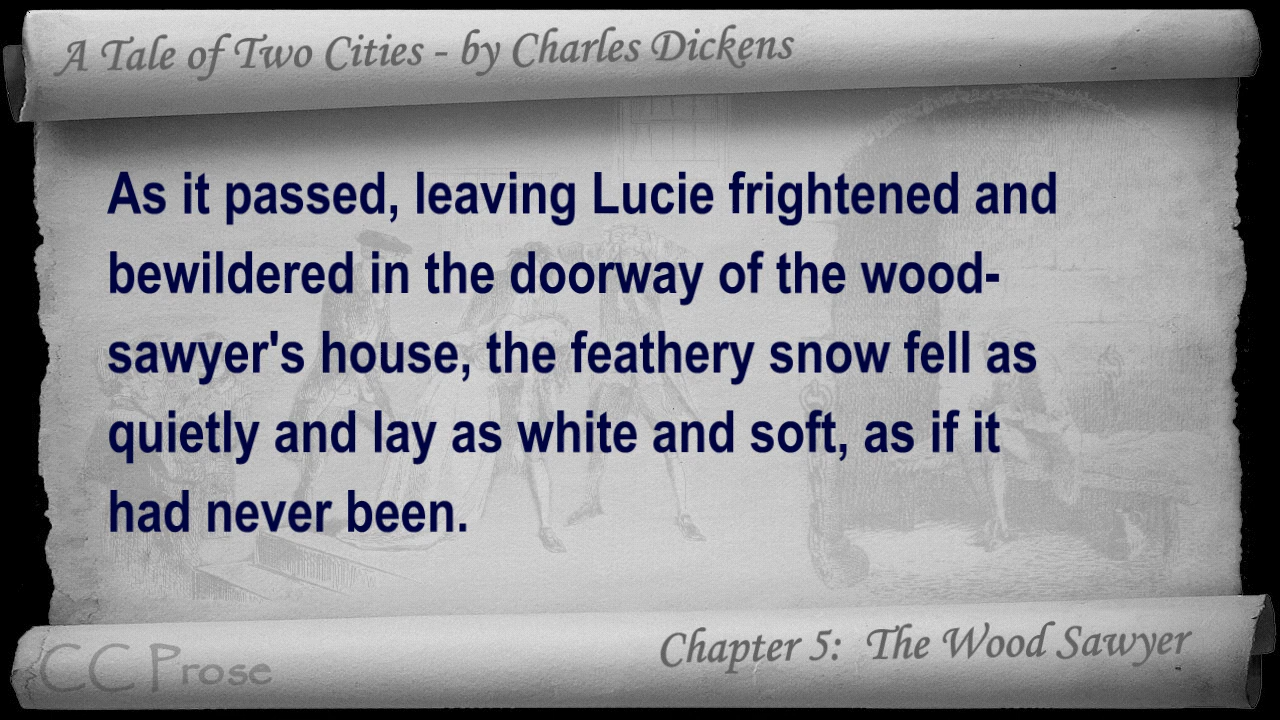 A Tale of Two Cities - by Charles Dickens
As it passed, leaving Lucie frightened and
bewildered in the doorway of the wood-
sawyer's house, the feathery snow fell as
quietly and lay as white and soft, as if it
had never been.
CC Prose
Chapter 5: The Wood Sawyer